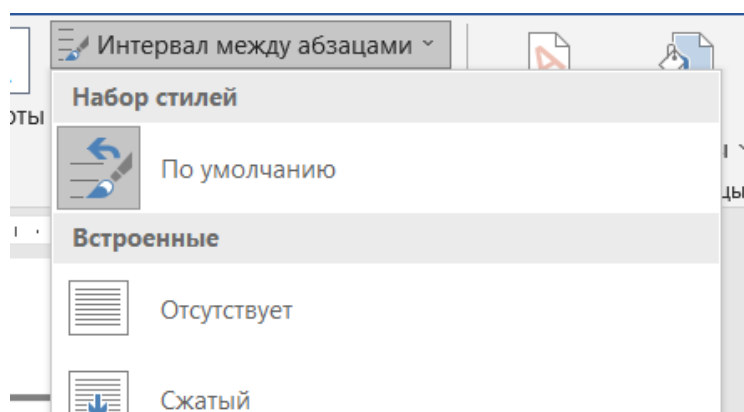 Интервал между абзацами
Набор стилей
По умолчанию
Встроенные
Отсутствует
Сжатый